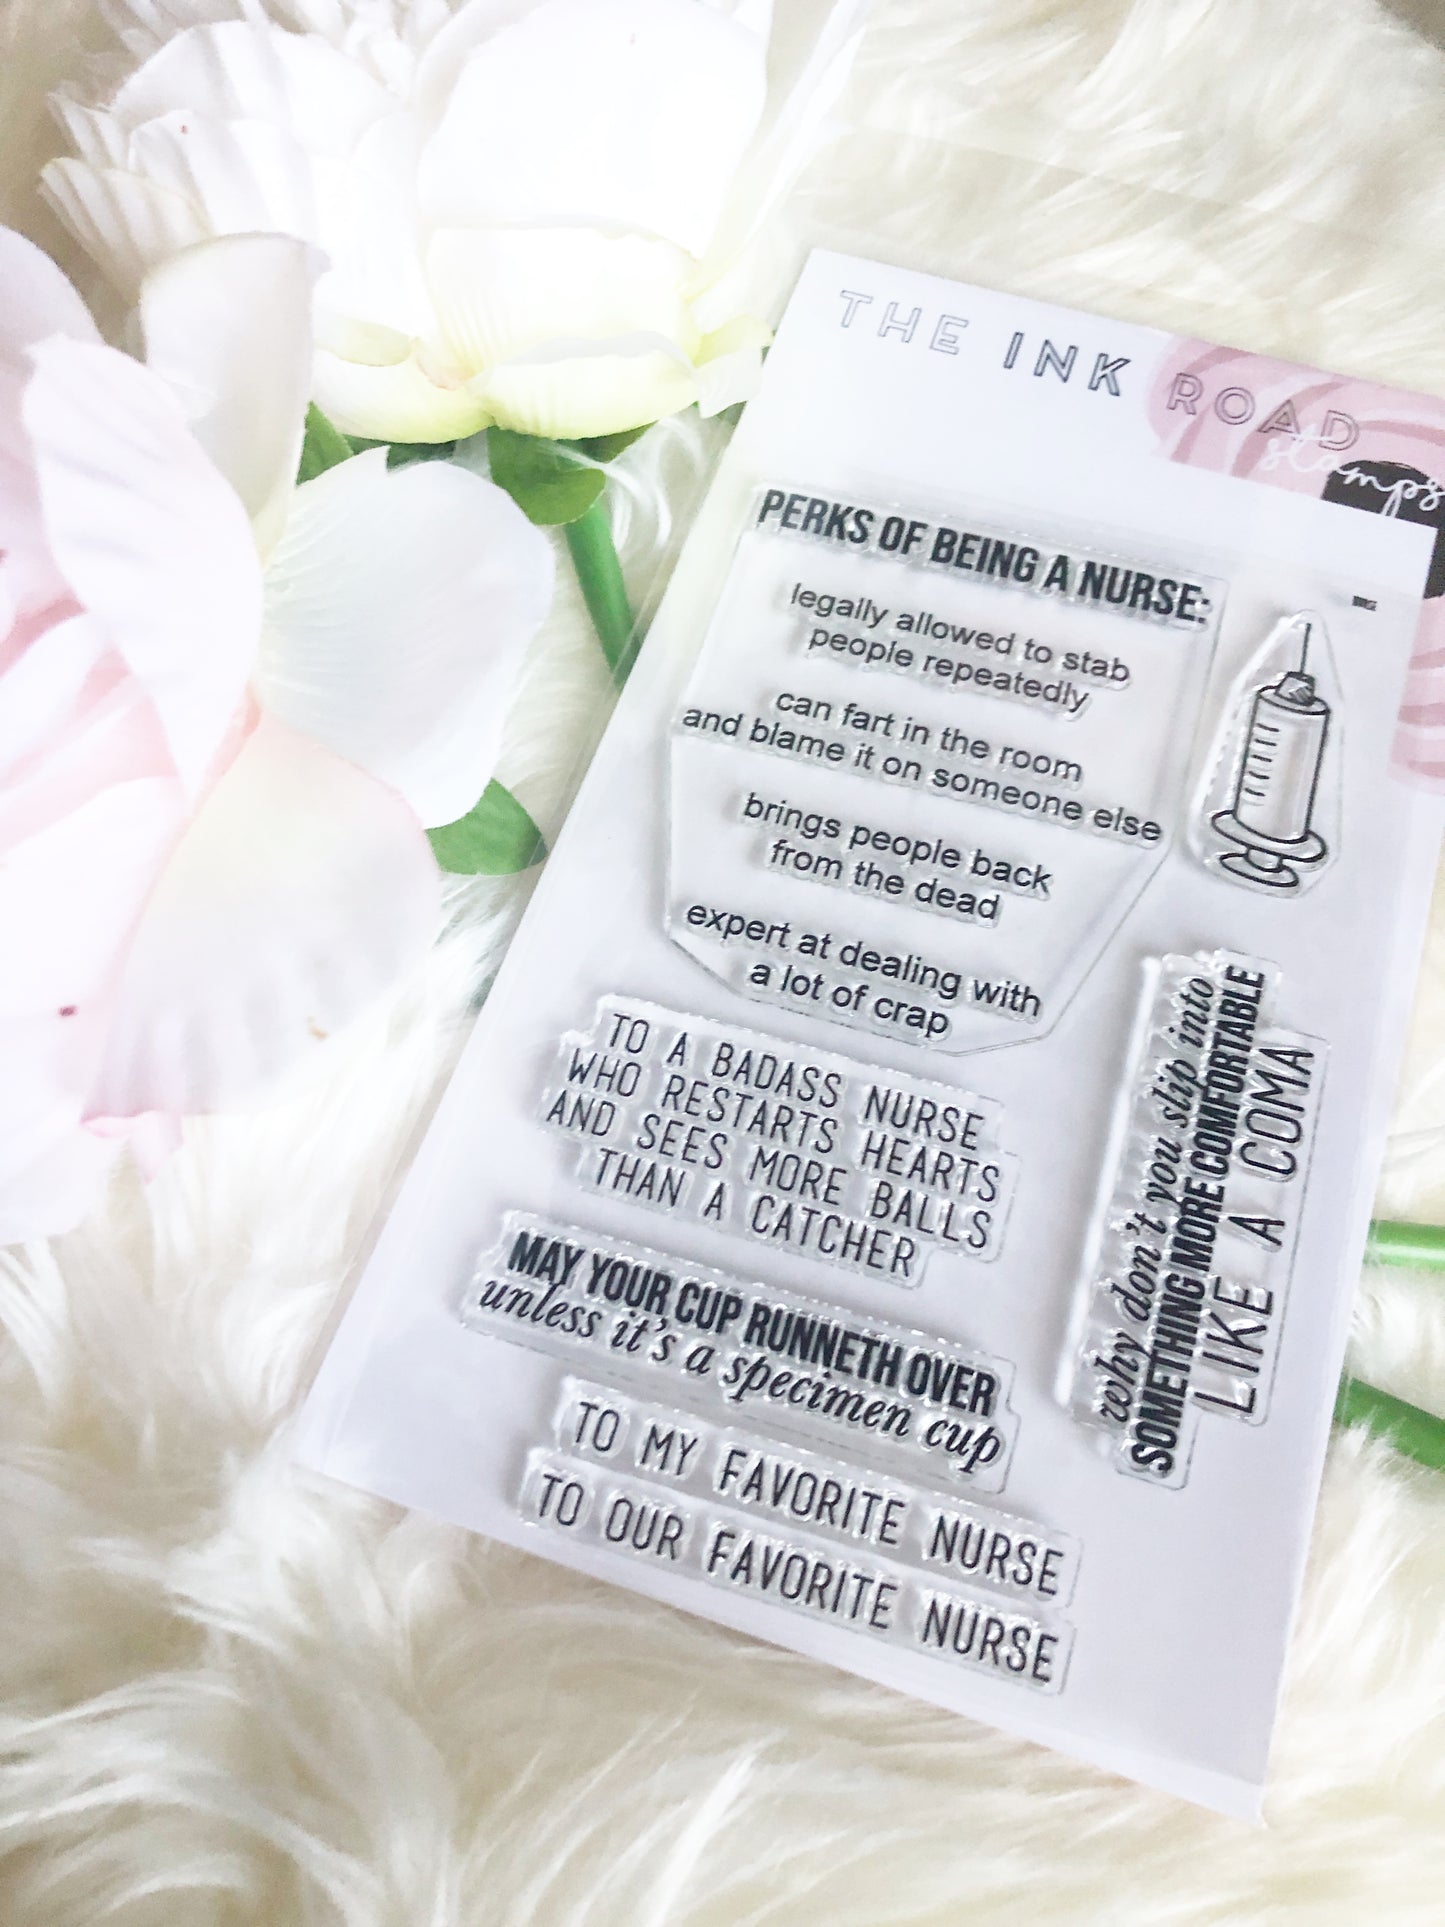 THE INK ROAD
stamps
PERKS OF BEING A NURSE:
legally allowed to stab
people repeatedly
can fart in the room
and blame it on someone else
brings people back
from the dead
expert at dealing with
a lot of crap
TO A BADASS NURSE
WHO RESTARTS HEARTS
AND SEES MORE BALLS
THAN A CATCHER
MAY YOUR CUP RUNNETH OVER
unless it's a specimen cup
TO MY FAVORITE NURSE
TO OUR FAVORITE NURSE
why don't you slip into
SOMETHING MORE COMFORTABLE
LIKE A COMA